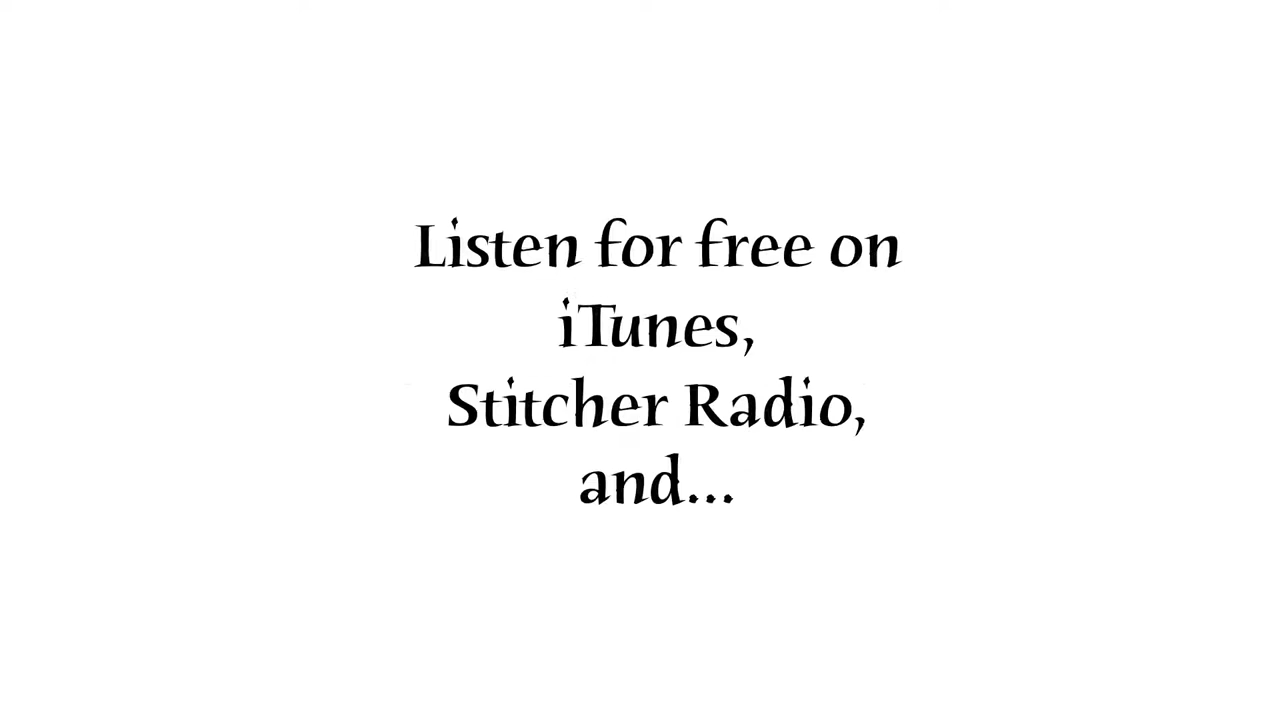 Listen for free on
iTunes,
Stitcher Radio,
and...